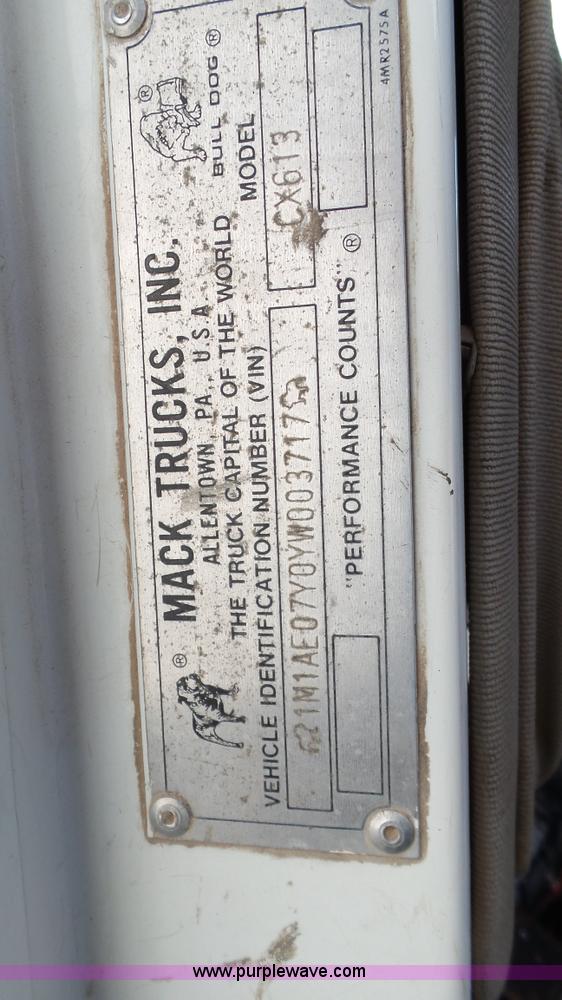 MACK TRUCKS, INC.
ALLENTOWN, PA., U S A
THE TRUCK CAPITAL OF THE WORLD
BULL DOG ®
®
®
VEHICLE IDENTIFICATION NUMBER (VIN)
MODEL
1M1AE07Y0YW003717
CX613
"PERFORMANCE COUNTS" ®
4MR2575A
www.purplewave.com